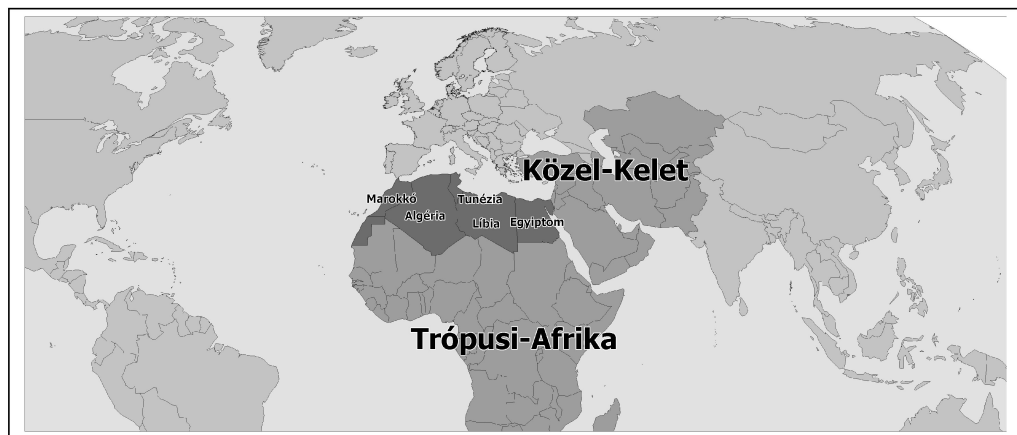 Közel-Kelet
Marokkó
Tunézia
Algéria
Líbia
Egyiptom
Trópusi-Afrika